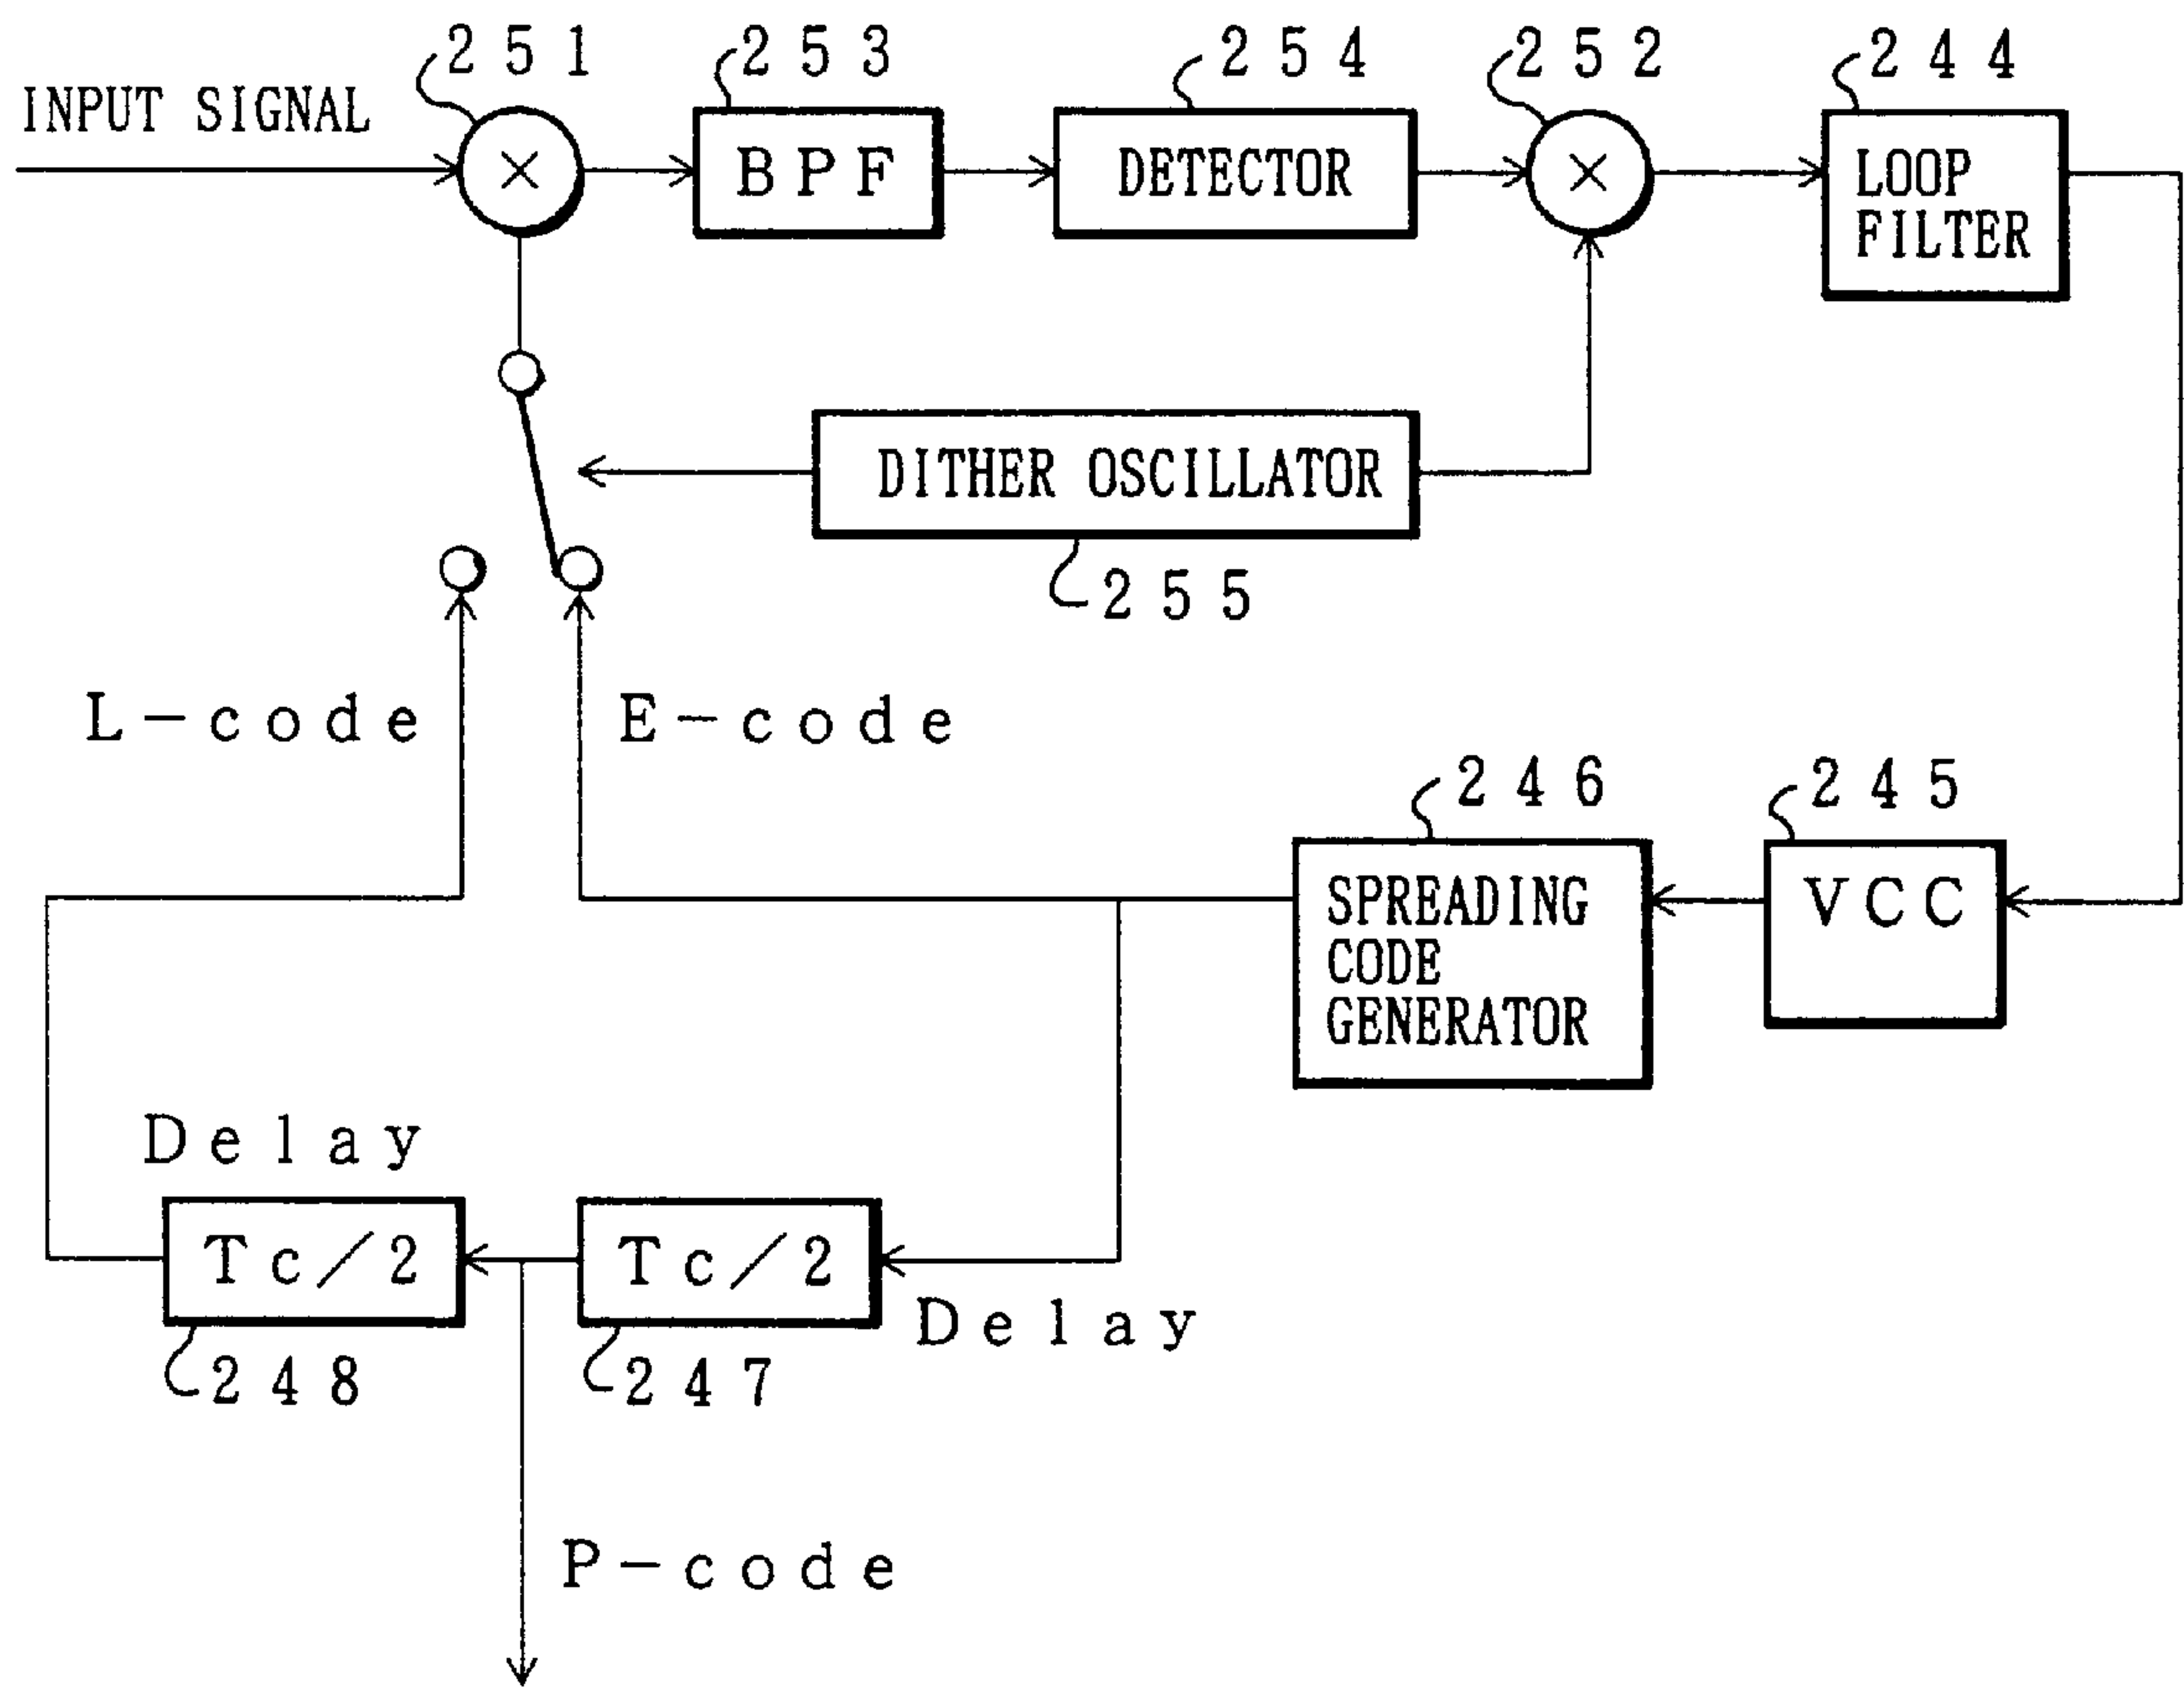 251
253
254
252
244
INPUT SIGNAL
×
BPF
DETECTOR
×
LOOP
FILTER
DITHER OSCILLATOR
255
L-code
E-code
246
245
SPREADING
CODE
GENERATOR
VCC
Delay
Tc/2
Tc/2
Delay
248
247
P-code